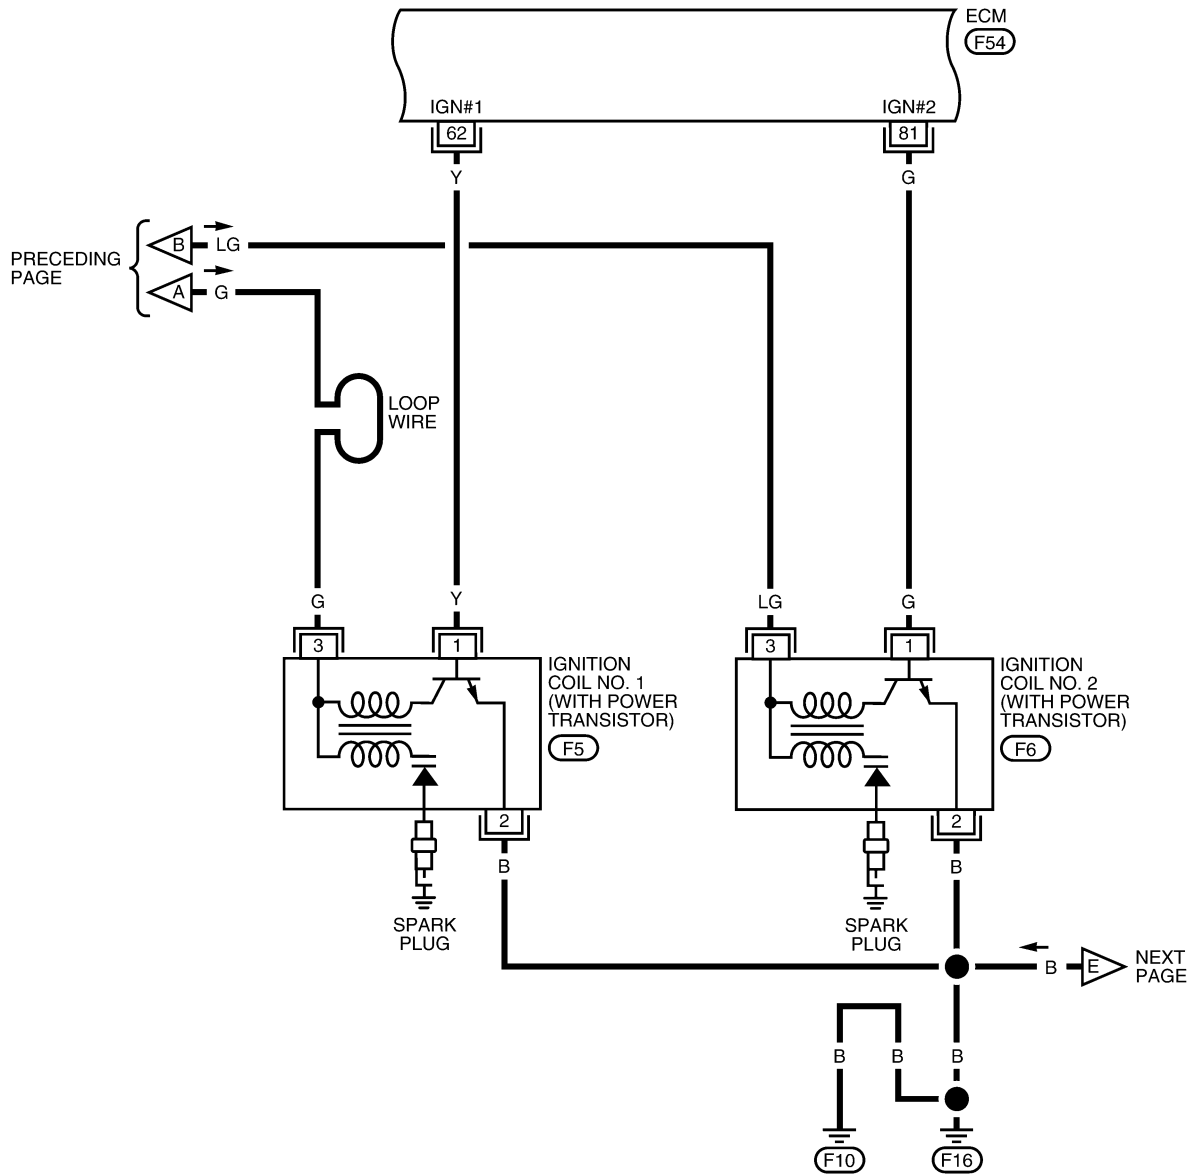 ECM
F54
IGN#1
IGN#2
62
81
Y
G
PRECEDING
PAGE
B
LG
A
G
LOOP
WIRE
G
Y
LG
G
3
1
3
1
IGNITION
COIL NO. 1
(WITH POWER
TRANSISTOR)
F5
IGNITION
COIL NO. 2
(WITH POWER
TRANSISTOR)
F6
2
2
B
B
SPARK
PLUG
SPARK
PLUG
B
E
NEXT
PAGE
B
B
B
F10
F16